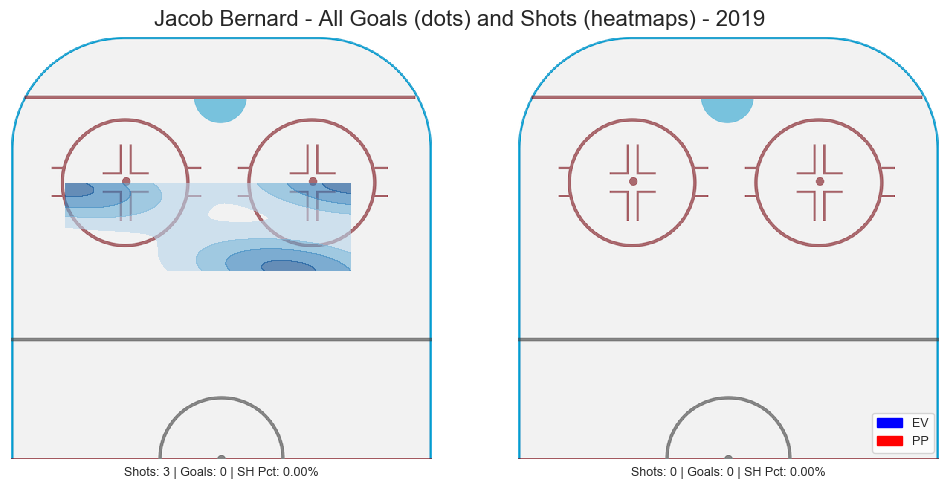 Jacob Bernard - All Goals (dots) and Shots (heatmaps) - 2019
EV
PP
Shots: 3 | Goals: 0 | SH Pct: 0.00%
Shots: 0 | Goals: 0 | SH Pct: 0.00%